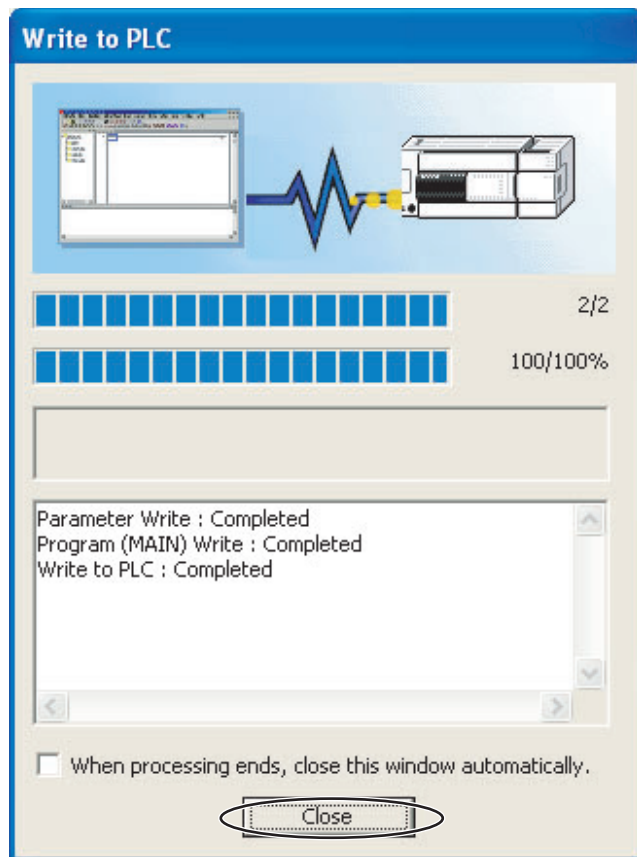 Write to PLC
2/2
100/100%
Parameter Write : Completed
Program (MAIN) Write : Completed
Write to PLC : Completed
When processing ends, close this window automatically.
Close